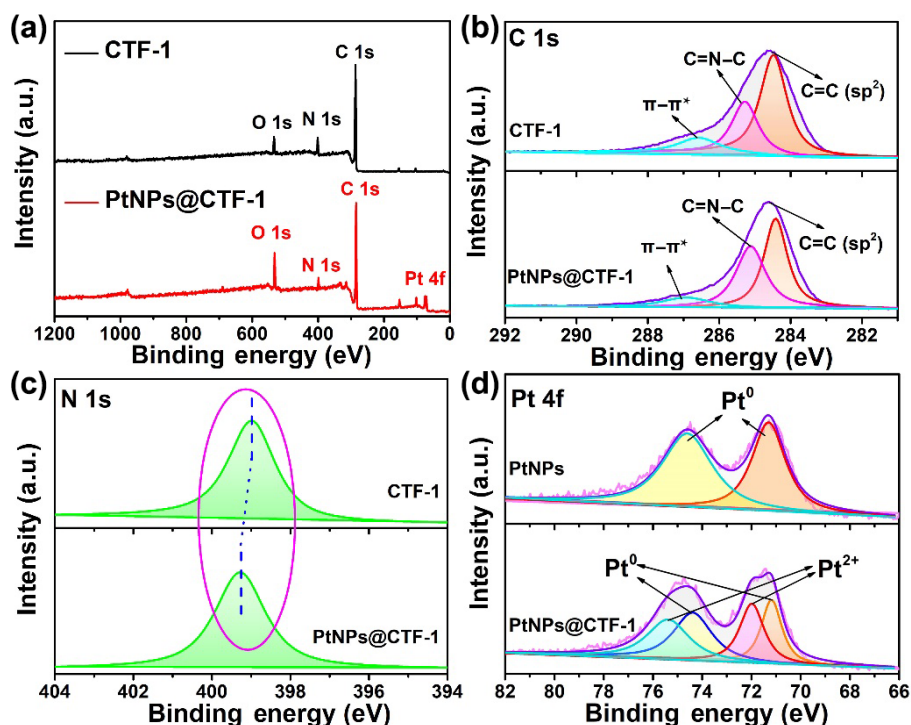 (a)
CTF-1
C 1s
O 1s
N 1s
PtNPs@CTF-1
C 1s
O 1s
N 1s
Pt 4f
Intensity (a.u.)
1200 1000 800 600 400 200 0
Binding energy (eV)
(b)
C 1s
C=N–C
C=C (sp²)
π–π*
CTF-1
C=N–C
C=C (sp²)
π–π*
PtNPs@CTF-1
Intensity (a.u.)
292 290 288 286 284 282
Binding energy (eV)
(c)
N 1s
CTF-1
PtNPs@CTF-1
Intensity (a.u.)
404 402 400 398 396 394
Binding energy (eV)
(d)
Pt 4f
Pt⁰
PtNPs
Pt⁰
Pt²⁺
PtNPs@CTF-1
Intensity (a.u.)
82 80 77 75 72 70 68 66
Binding energy (eV)